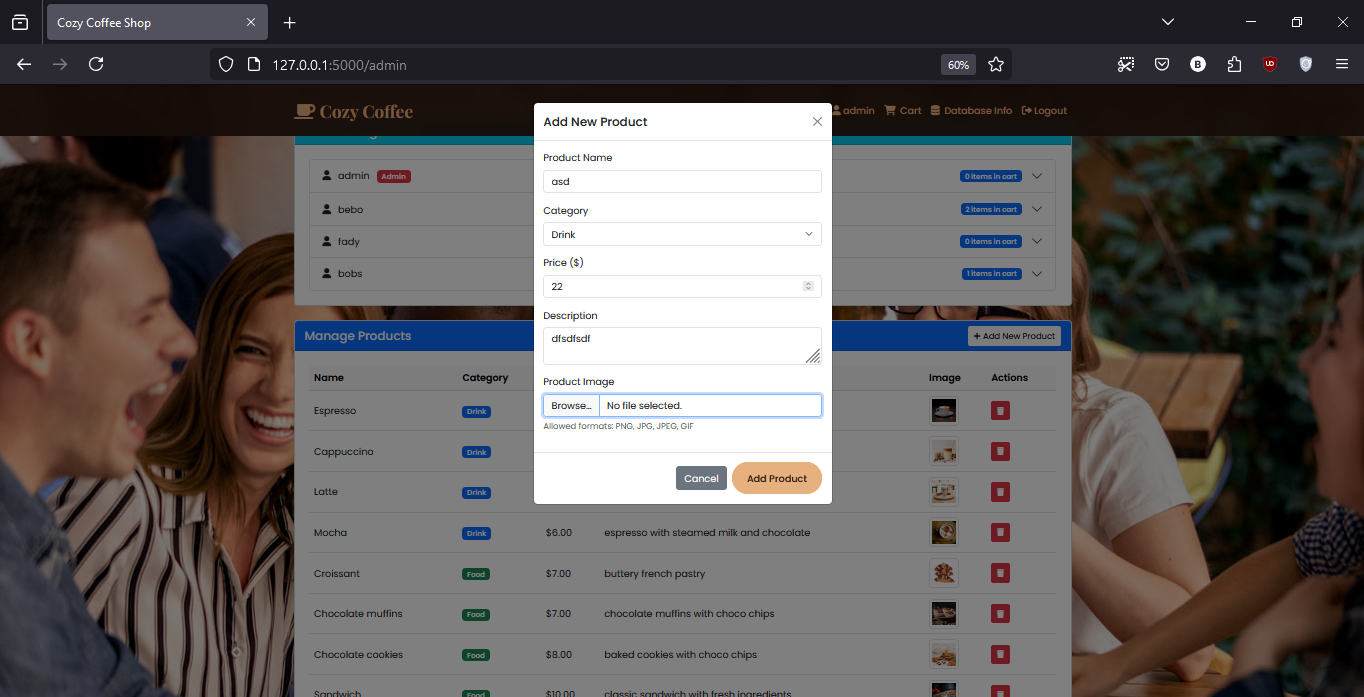 Cozy Coffee Shop
127.0.0.1:5000/admin
60%
Cozy Coffee
admin
Cart
Database Info
Logout
admin Admin 0 items in cart
bebo 2 items in cart
fady 0 items in cart
bobs 1 items in cart
Manage Products
+ Add New Product
Name Category Image Actions
Espresso Drink
Cappuccino Drink
Latte Drink
Mocha Drink $6.00 espresso with steamed milk and chocolate
Croissant Food $7.00 buttery french pastry
Chocolate muffins Food $7.00 chocolate muffins with choco chips
Chocolate cookies Food $8.00 baked cookies with choco chips
Sandwich Food $10.00 classic sandwich with fresh ingredients
Add New Product
Product Name
asd
Category
Drink
Price ($)
22
Description
dfsdfsdf
Product Image
Browse... No file selected.
Allowed formats: PNG, JPG, JPEG, GIF
Cancel Add Product